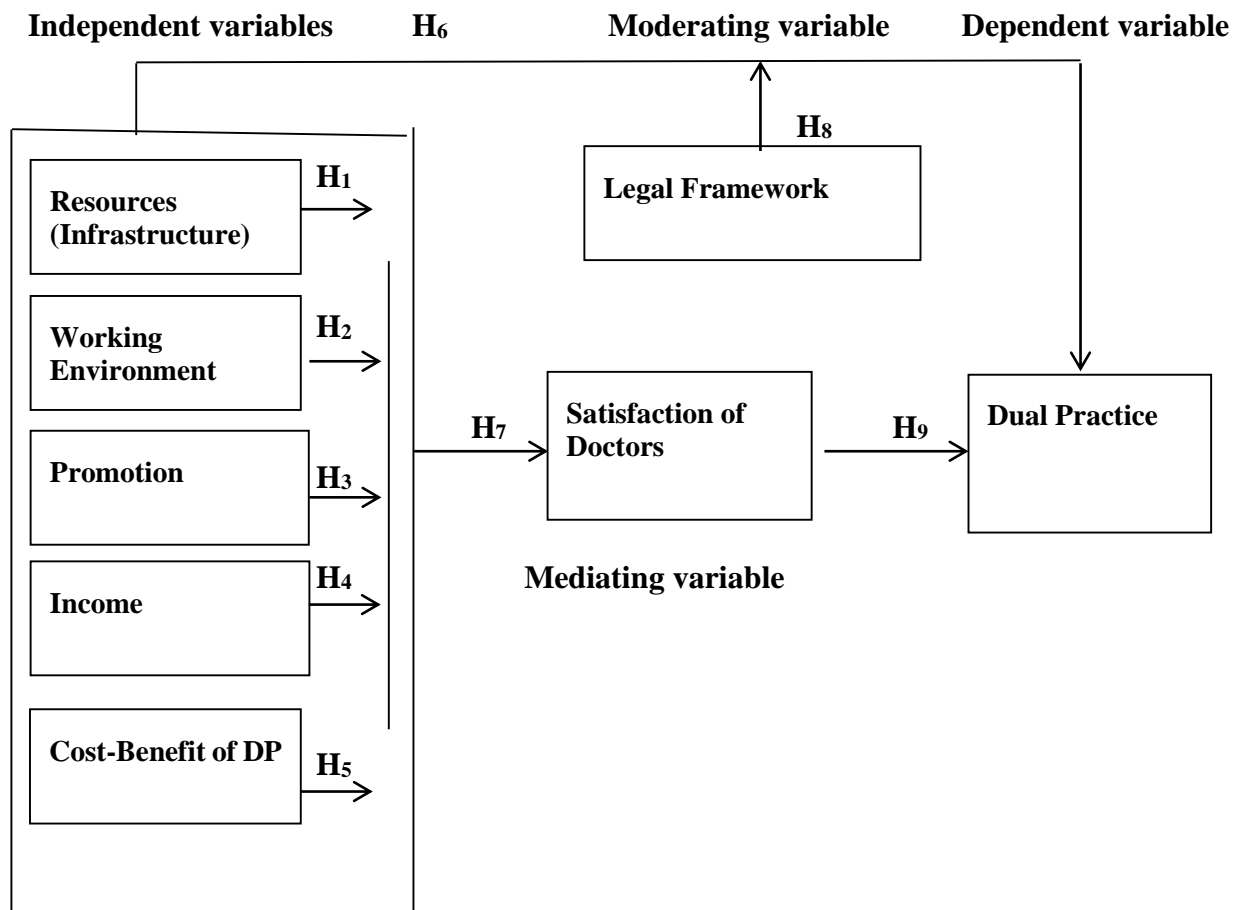 Independent variables H₆ Moderating variable Dependent variable
H₁
Resources
(Infrastructure)
H₂
Working
Environment
H₃
Promotion
H₄
Income
H₅
Cost-Benefit of DP
H₈
Legal Framework
H₇
Satisfaction of
Doctors
H₉
Dual Practice
Mediating variable